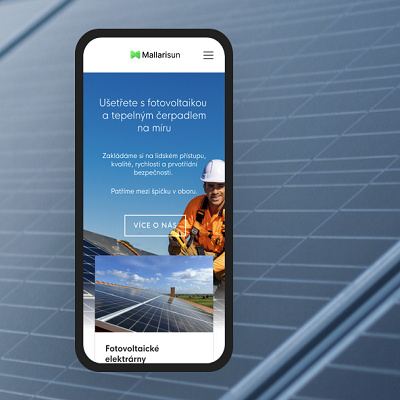 Mallarisun
Ušetřete s fotovoltaikou
a tepelným čerpadlem
na míru
Zakládáme si na lidském přístupu,
kvalitě, rychlosti a prvotřídní
bezpečnosti.
Patříme mezi špičku v oboru.
VÍCE O NÁS
Fotovoltaické
elektrárny